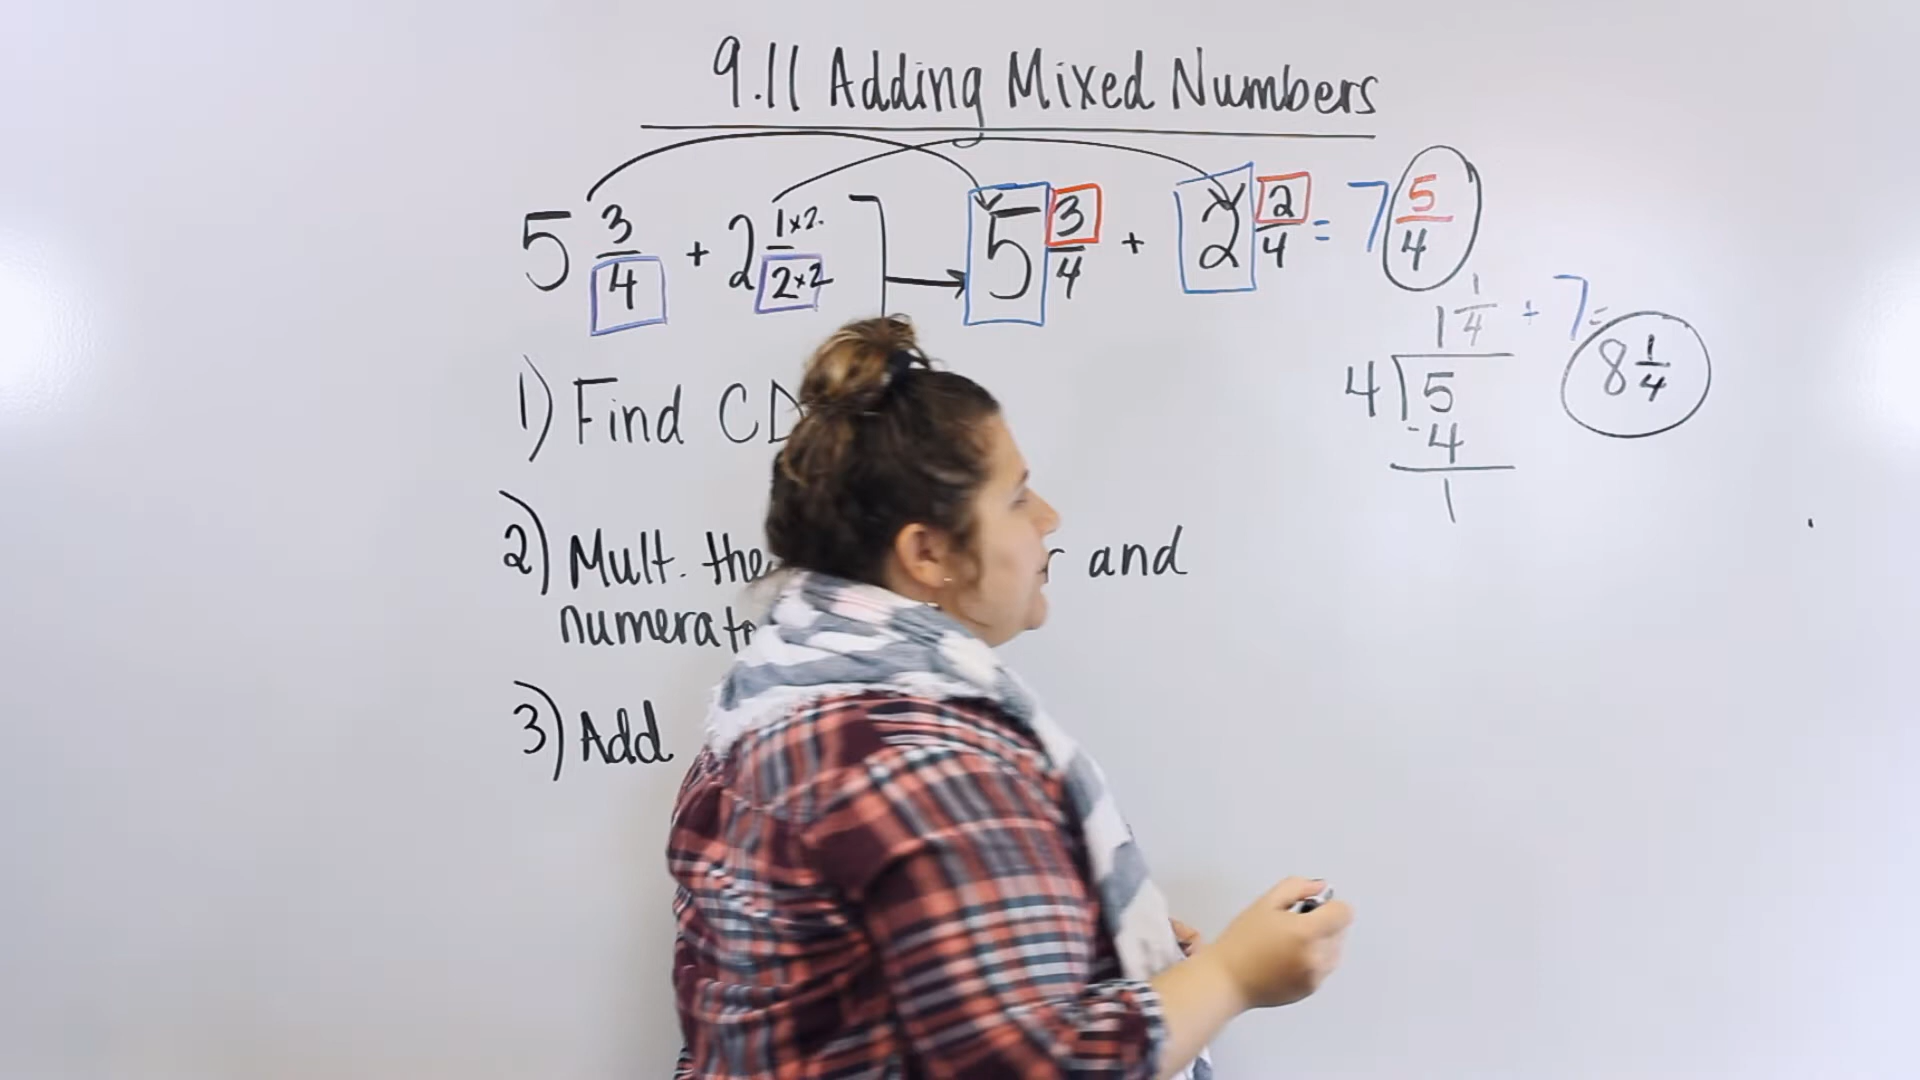 9.11 Adding Mixed Numbers
5 3/4 + 2 1×2/2×2 → 5 3/4 + 2 2/4 = 7 5/4
1 1/4 + 7 =
8 1/4
4 5
-4
1
1) Find
2) Mult. the and
3) Add